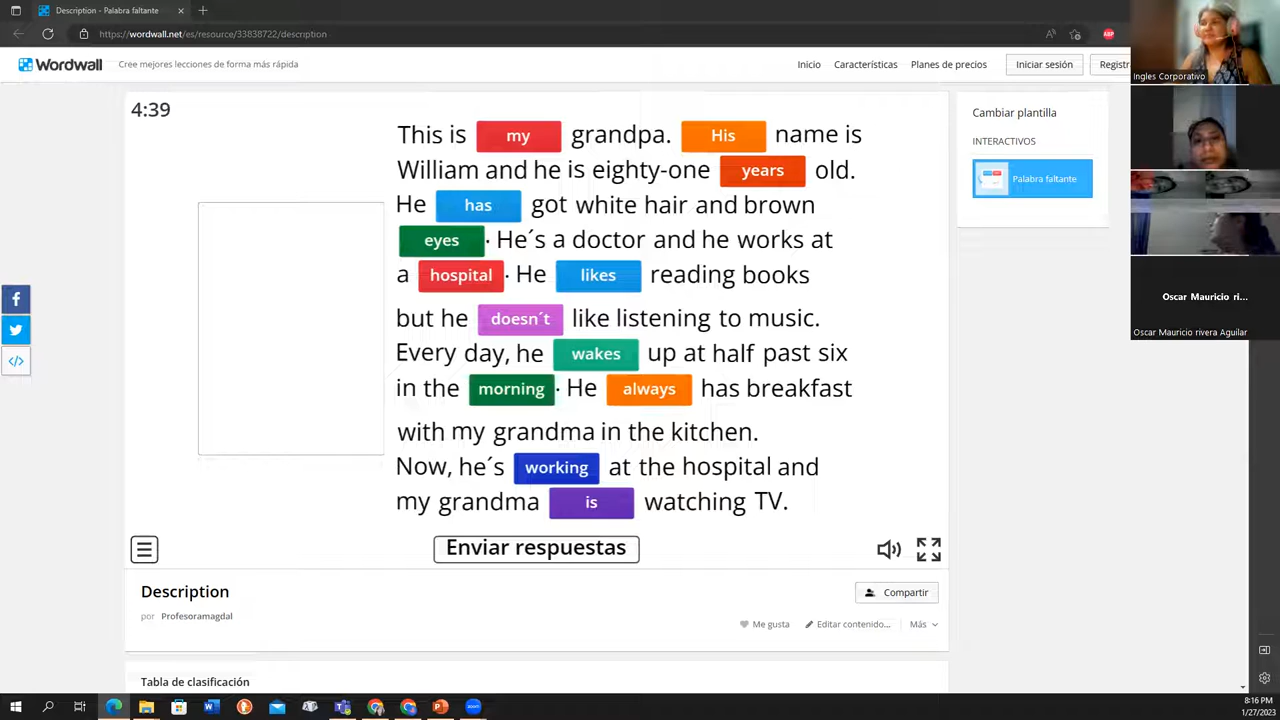 Description - Palabra faltante
https://wordwall.net/es/resource/33838722/description
Wordwall
Cree mejores lecciones de forma más rápida
Inicio
Características
Planes de precios
Iniciar sesión
Registr
4:39
This is my grandpa. His name is
William and he is eighty-one years old.
He has got white hair and brown
eyes. He´s a doctor and he works at
a hospital. He likes reading books
but he doesn´t like listening to music.
Every day, he wakes up at half past six
in the morning. He always has breakfast
with my grandma in the kitchen.
Now, he´s working at the hospital and
my grandma is watching TV.
Enviar respuestas
Description
por Profesoramagdal
Compartir
Me gusta
Editar contenido...
Más
Tabla de clasificación
Cambiar plantilla
INTERACTIVOS
Palabra faltante
Ingles Corporativo
Oscar Mauricio ri...
Oscar Mauricio rivera Aguilar
ABP
8:16 PM
1/27/2023